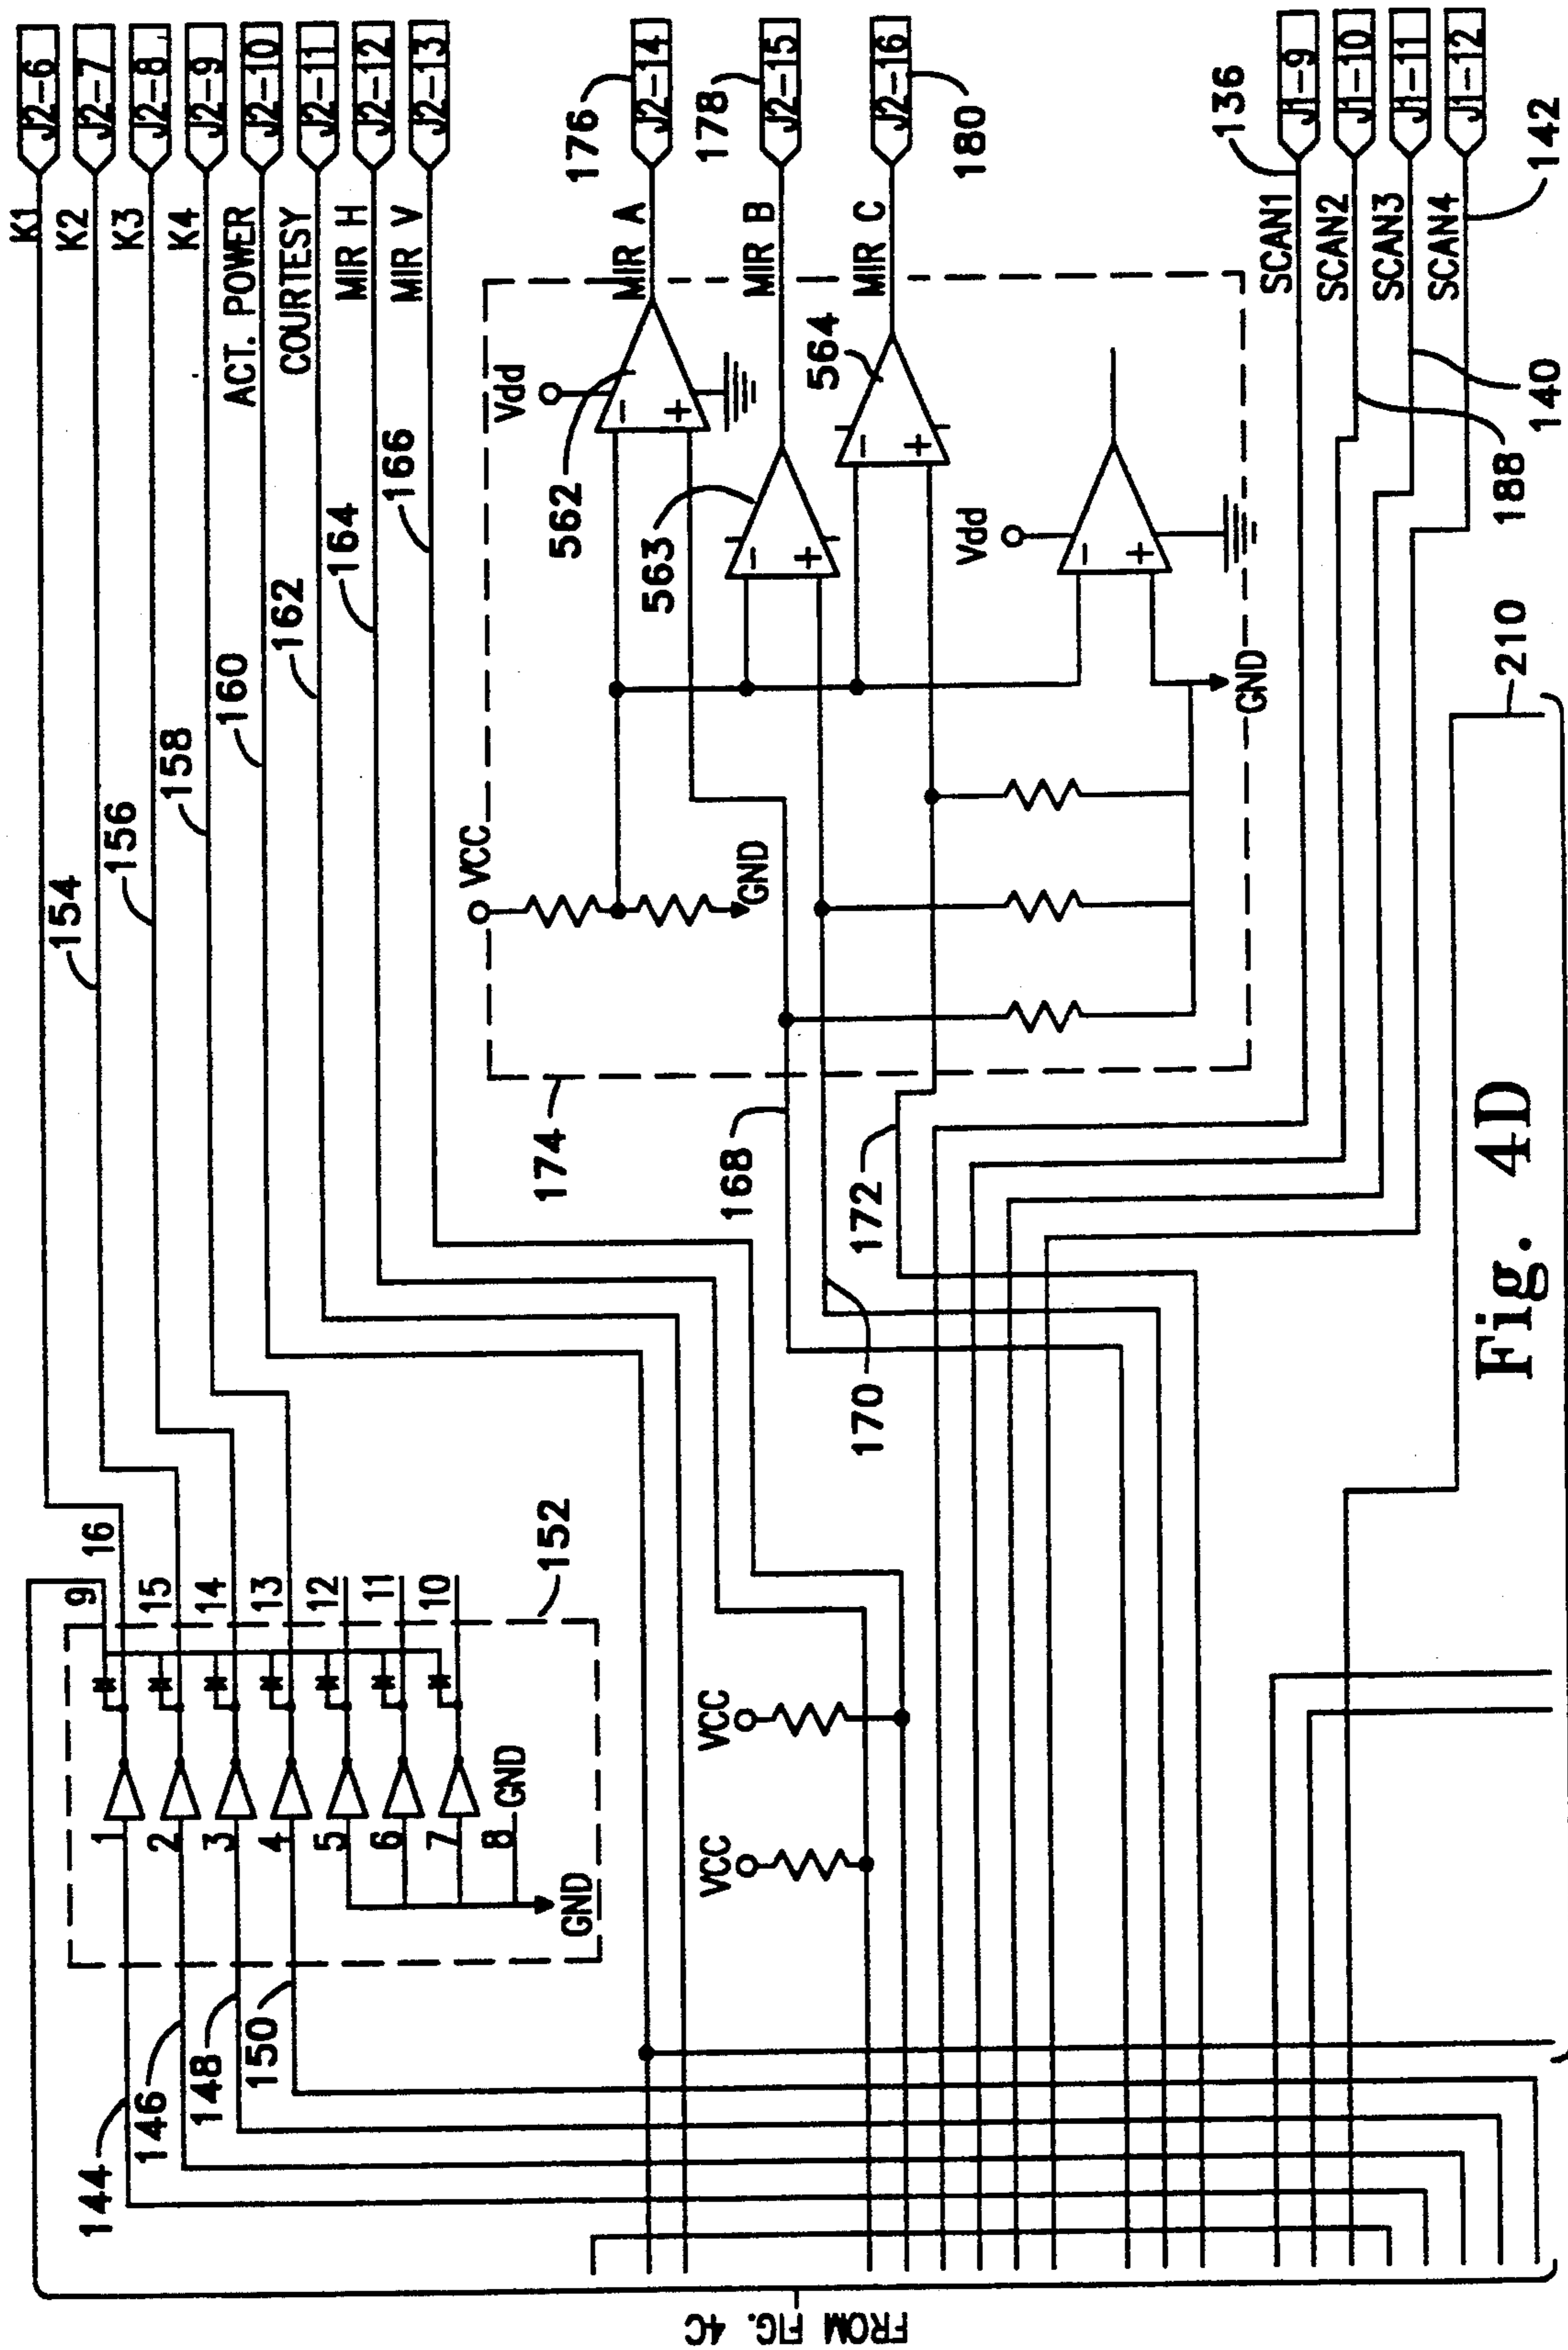 K1 J2-6
K2 J2-7
K3 J2-8
K4 J2-9
ACT. POWER J2-10
COURTESY J2-11
MIR H J2-12
MIR V J2-13
154
156
158
160
162
164
166
9
16
15
14
13
12
11
10
1
2
3
4
5
6
7
8 GND
GND
152
144
146
148
150
VCC
VCC
174
VCC
GND
Vdd
562
- +
MIR A J2-14
176
563
- +
MIR B J2-15
178
564
- +
MIR C J2-16
180
Vdd
- +
GND
168
170
172
SCAN1 J1-9
136
SCAN2 J1-10
SCAN3 J1-11
SCAN4 J1-12
142
140
188
210
FROM FIG. 4C
Fig. 4D